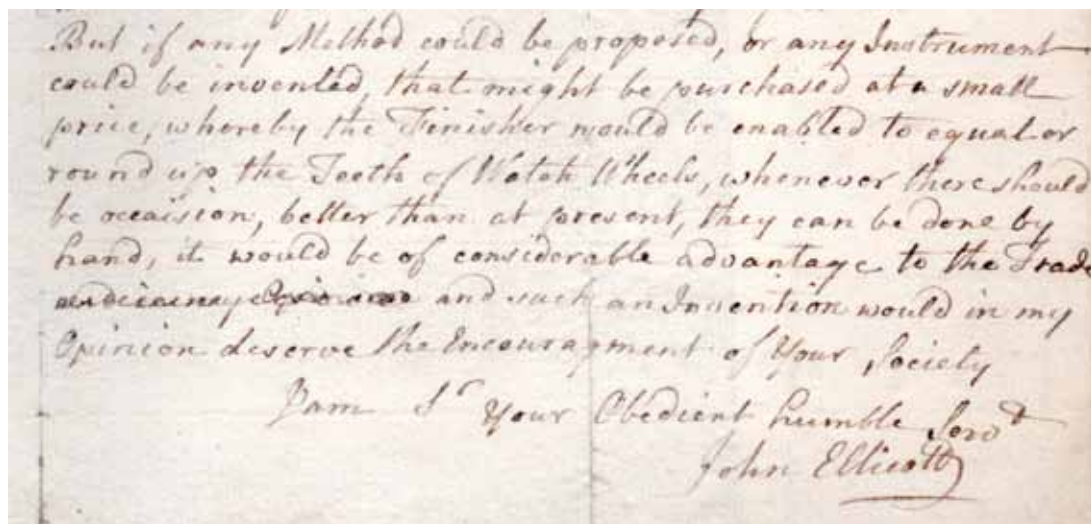 But if any Method could be proposed, or any Instrument
could be invented, that might be purchased at a small
price, whereby the Finisher would be enabled to equal or
round up the Teeth of Watch Wheels, whenever there should
be occaision, better than at present, they can be done by
hand, it would be of considerable advantage to the Trade
and such an Invention would in my
Opinion deserve the Encouragment of Your Society
I am Sr Your Obedient humble Servt
John Ellicott